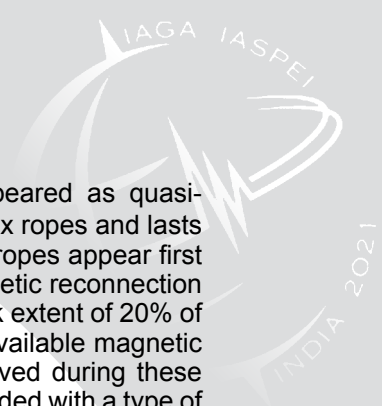 IAGA IASPEI
INDIA 2021
peared as quasi-
x ropes and lasts
ropes appear first
netic reconnection
k extent of 20% of
vailable magnetic
ved during these
ded with a type of